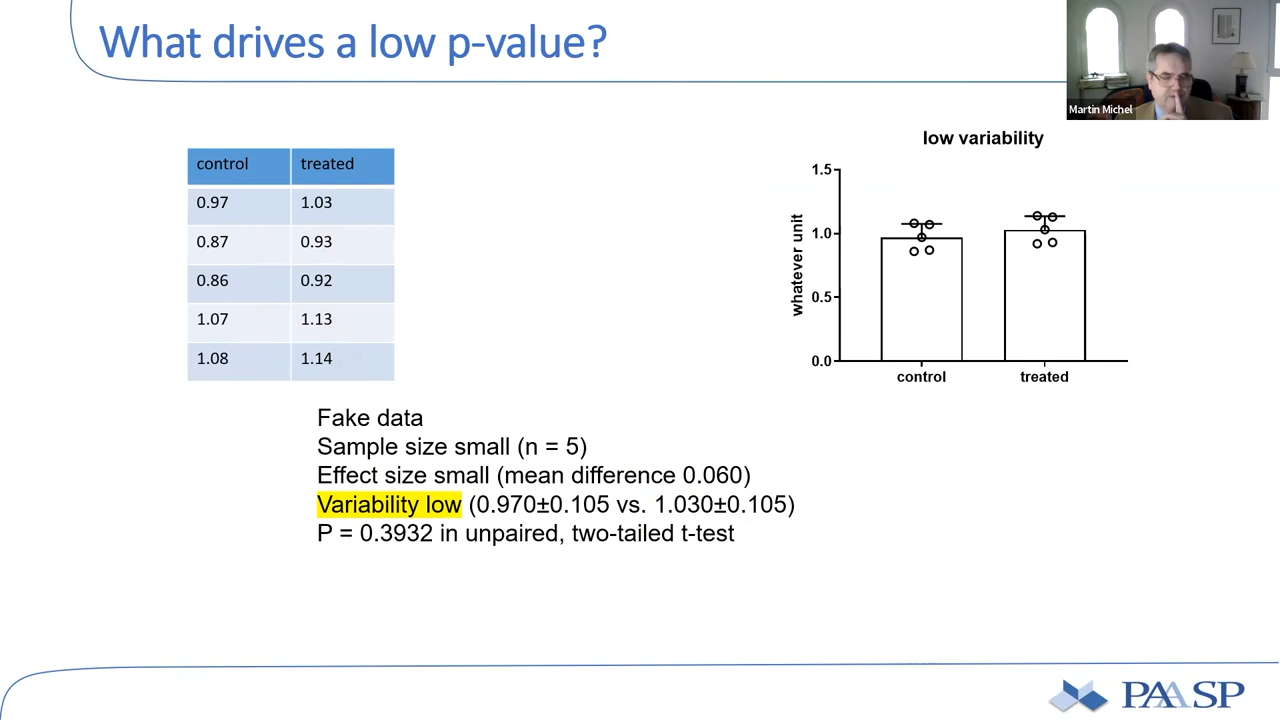 What drives a low p-value?
Martin Michel
control treated
0.97 1.03
0.87 0.93
0.86 0.92
1.07 1.13
1.08 1.14
low variability
1.5
1.0
0.5
0.0
whatever unit
control treated
Fake data
Sample size small (n = 5)
Effect size small (mean difference 0.060)
Variability low (0.970±0.105 vs. 1.030±0.105)
P = 0.3932 in unpaired, two-tailed t-test
PAASP